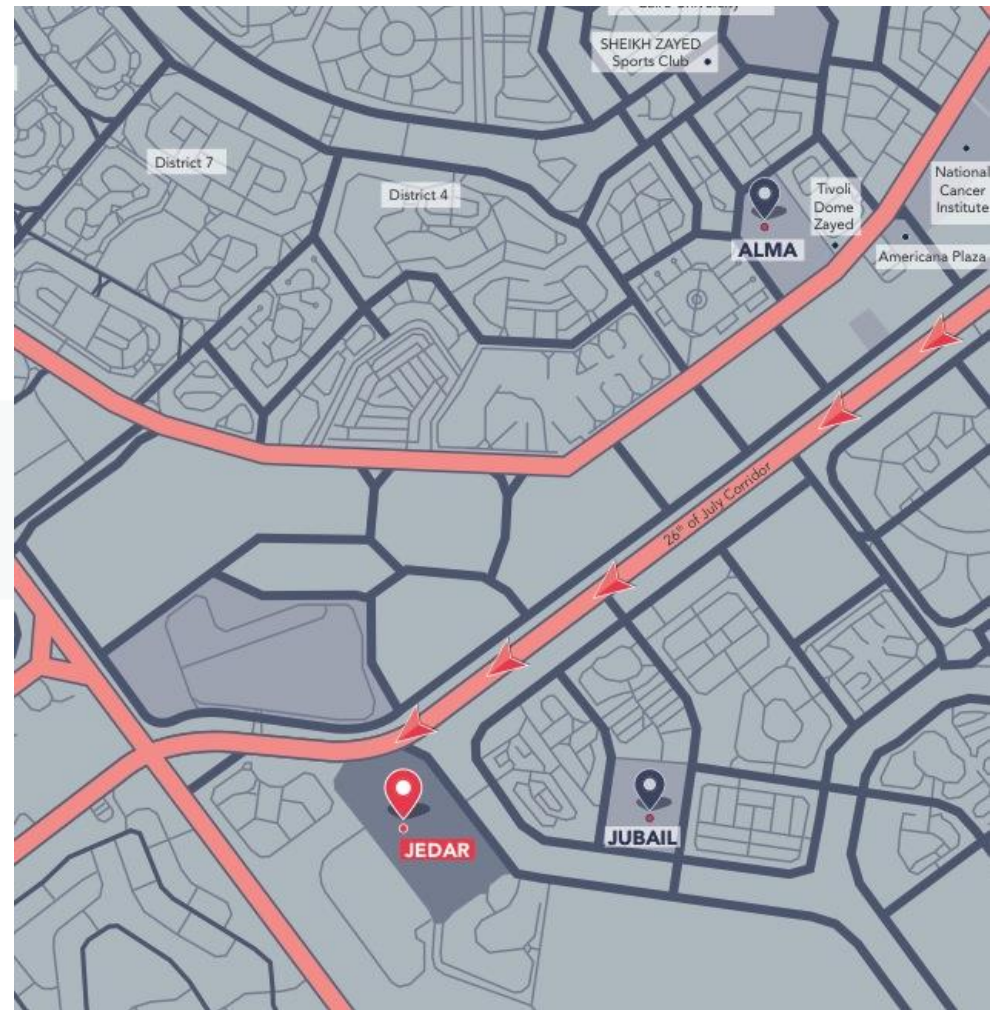 SHEIKH ZAYED
Sports Club
District 7
District 4
National
Cancer
Institute
Tivoli
Dome
Zayed
ALMA
Americana Plaza
26th of July Corridor
JEDAR
JUBAIL